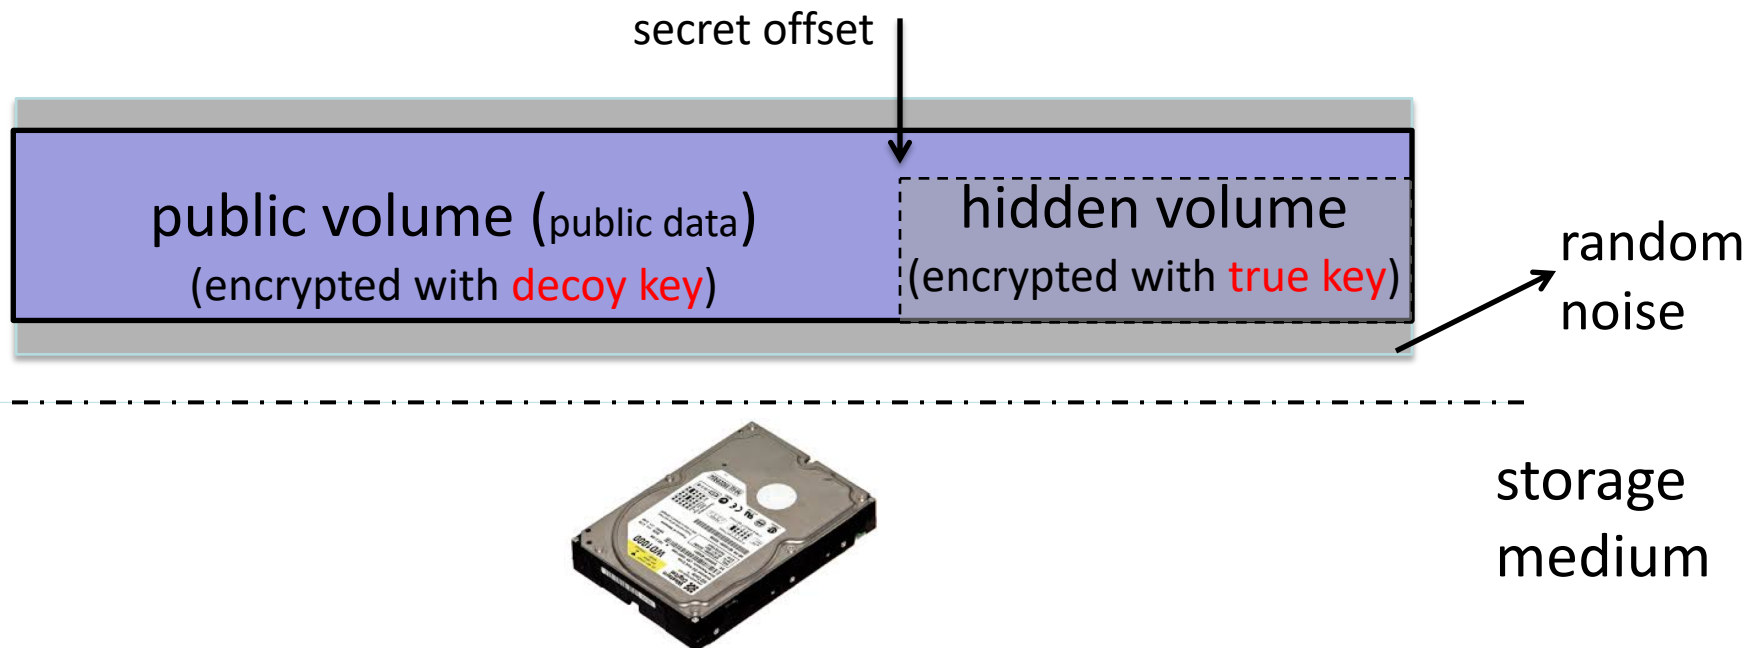 secret offset
public volume (public data)
(encrypted with decoy key)
hidden volume
(encrypted with true key)
random
noise
storage
medium
WD1000